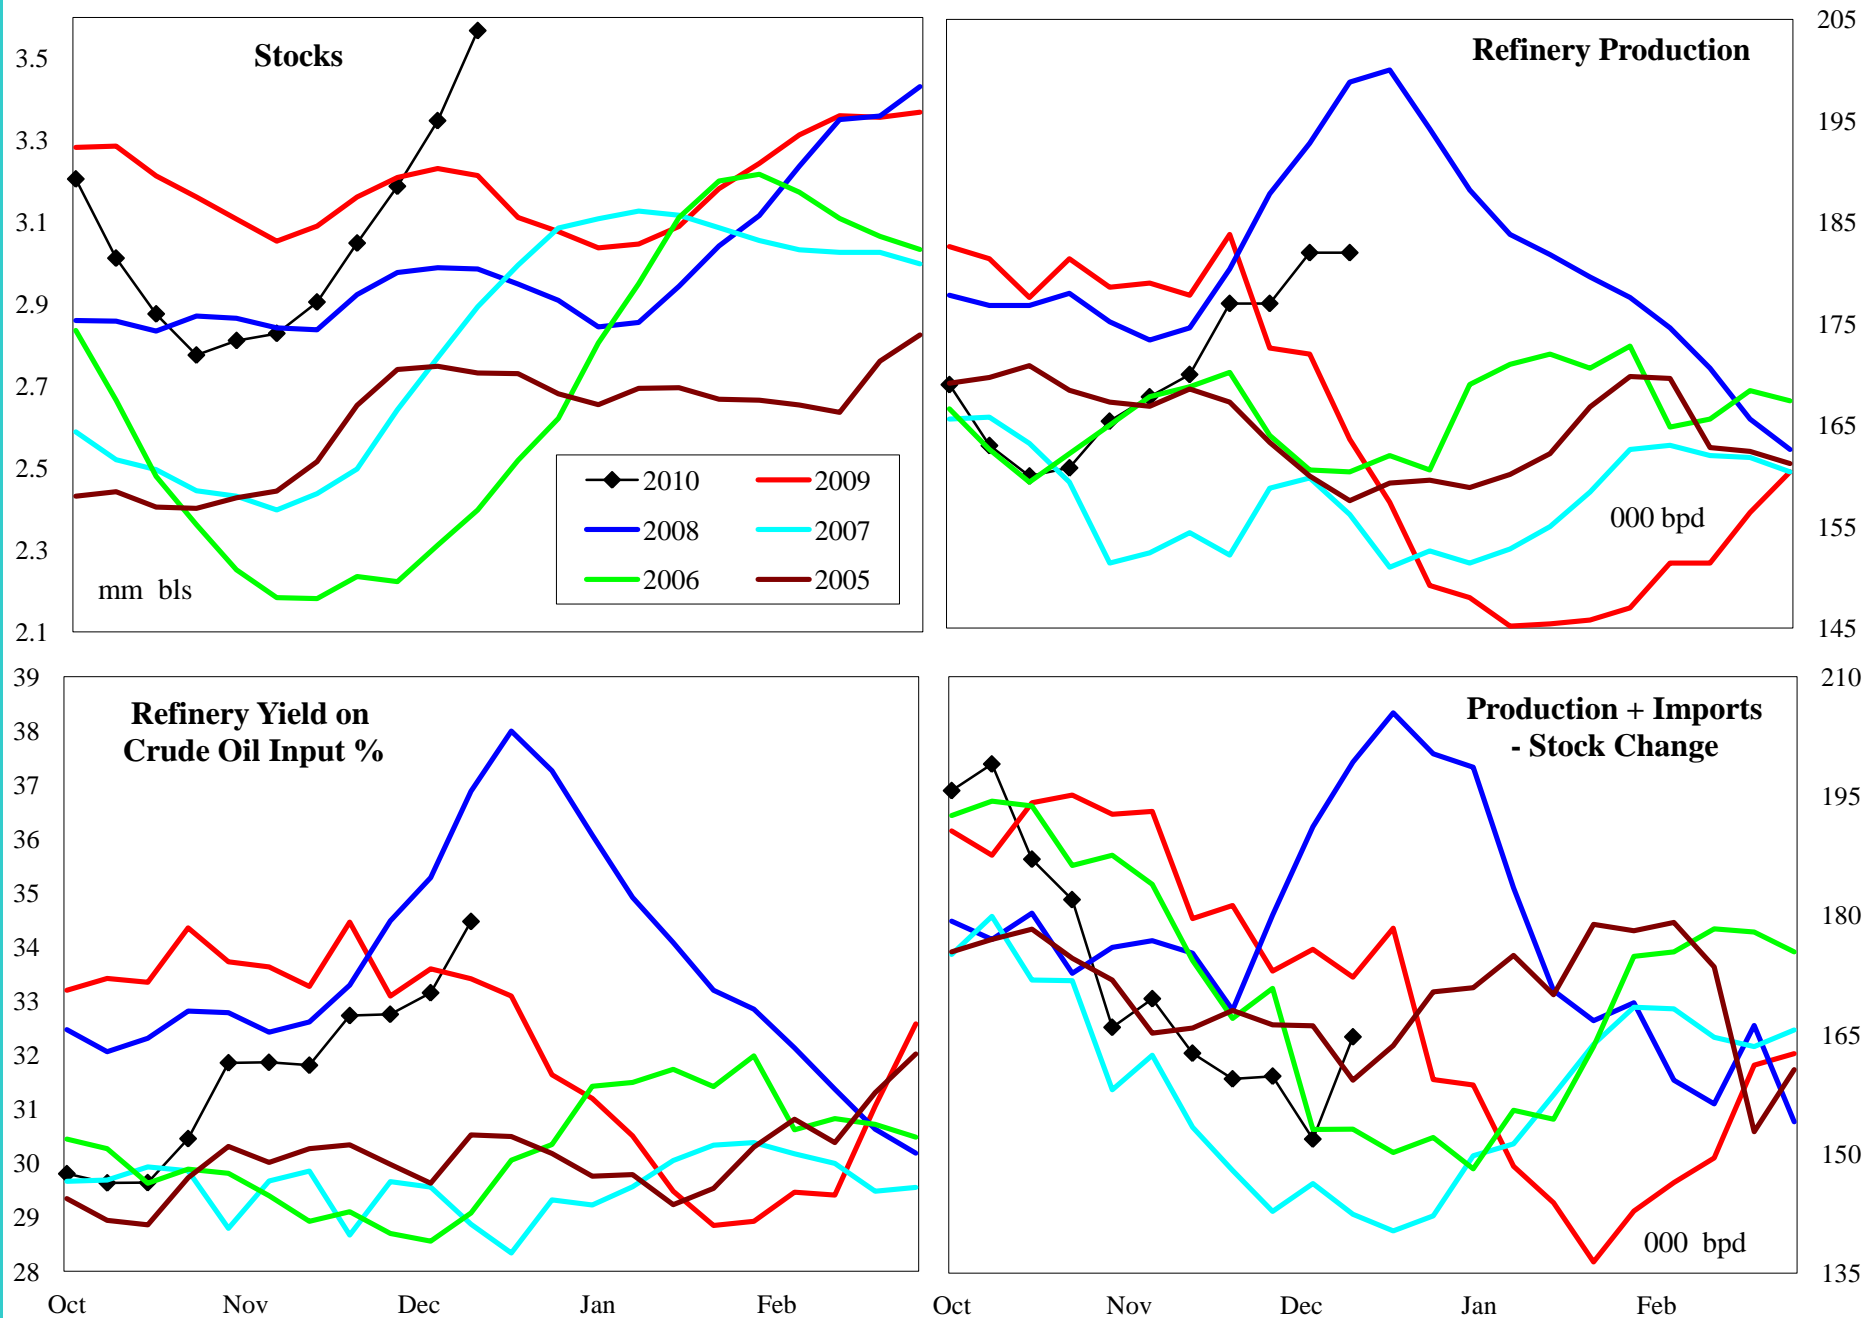 Stocks
3.5
3.3
3.1
2.9
2.7
2.5
2.3
2.1
mm bls
2010
2009
2008
2007
2006
2005
Refinery Production
205
195
185
175
165
155
145
000 bpd
Refinery Yield on
Crude Oil Input %
39
38
37
36
35
34
33
32
31
30
29
28
Oct
Nov
Dec
Jan
Feb
Production + Imports
- Stock Change
210
195
180
165
150
135
000 bpd
Oct
Nov
Dec
Jan
Feb